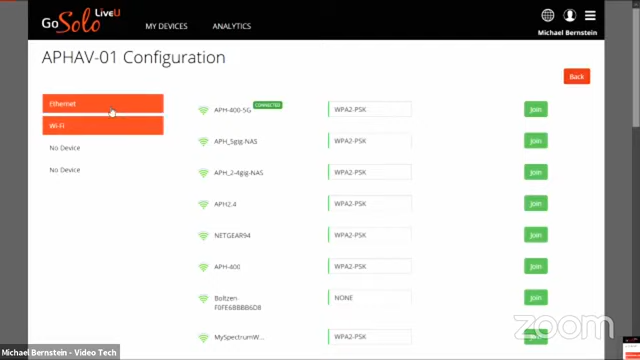 GoSolo LiveU
MY DEVICES
ANALYTICS
Michael Bernstein
APHAV-01 Configuration
Back
Ethernet
Wi-Fi
No Device
No Device
APH-400-5G CONNECTED WPA2-PSK Join
APH_5gig-NAS WPA2-PSK Join
APH_2-4gig-NAS WPA2-PSK Join
APH2.4 WPA2-PSK Join
NETGEAR94 WPA2-PSK Join
APH-400 WPA2-PSK Join
Boltzen- NONE Join
MySpectrumW... WPA2-PSK
zoom
Michael Bernstein - Video Tech